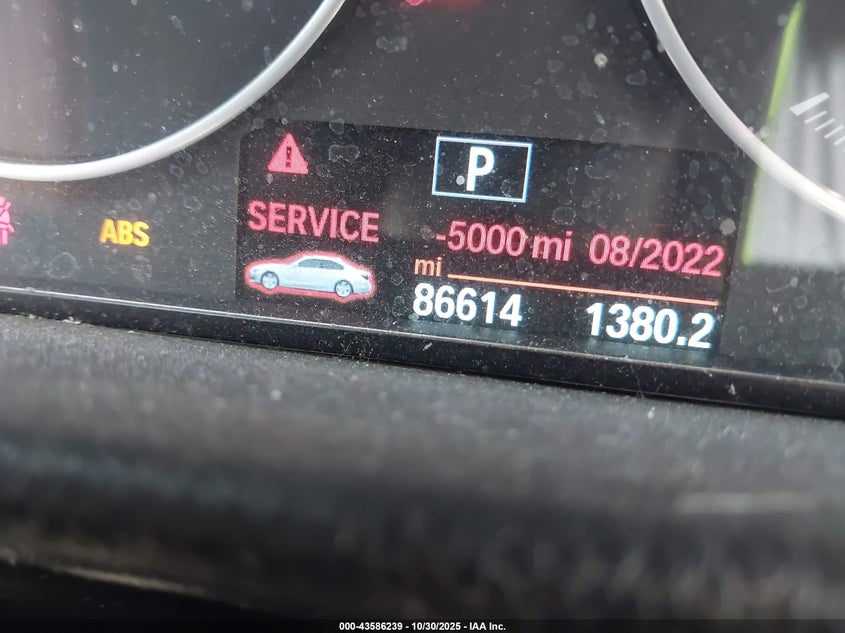 P
ABS
SERVICE -5000 mi 08/2022
mi
86614 1380.2
000-43586239 - 10/30/2025 - IAA Inc.